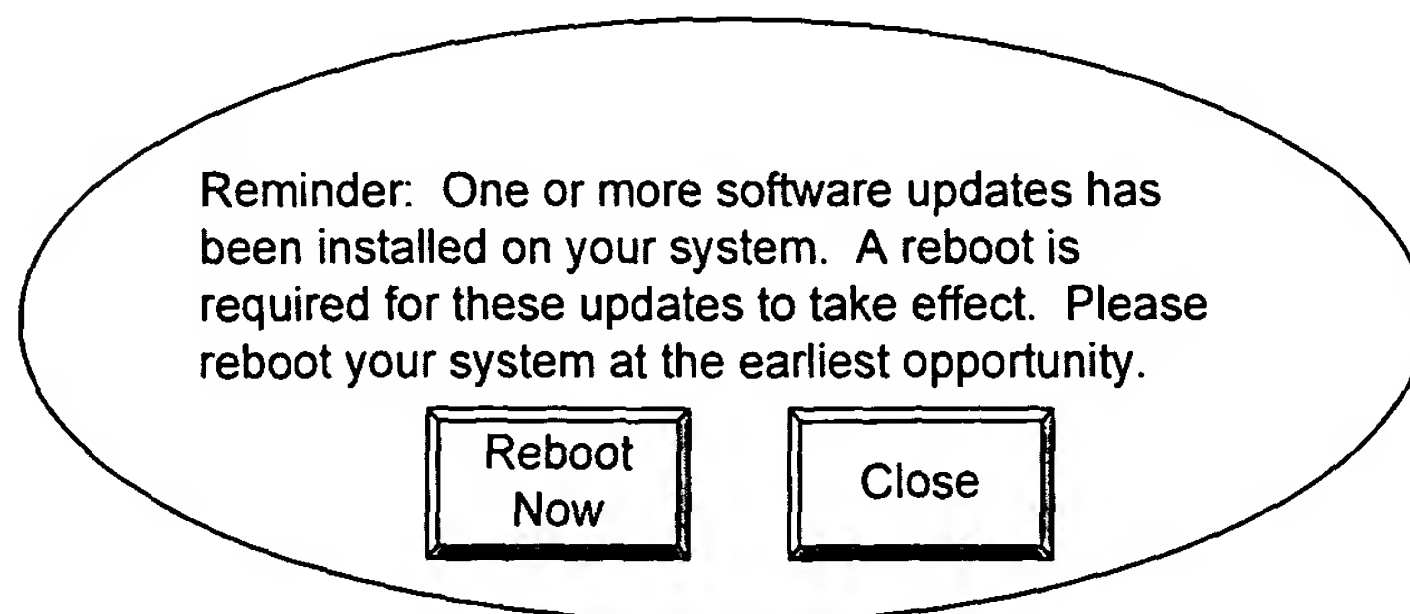 Reminder:  One or more software updates has
been installed on your system.  A reboot is
required for these updates to take effect.  Please
reboot your system at the earliest opportunity.
Reboot
Now
Close